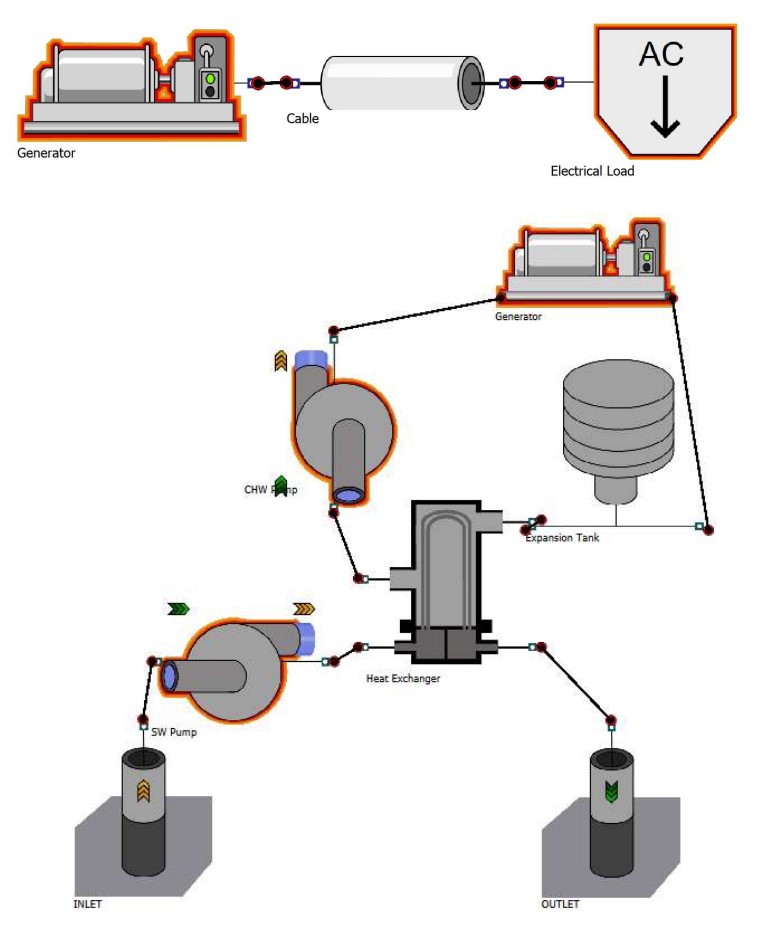 AC
Cable
Generator
Electrical Load
Generator
CHW Pump
Expansion Tank
Heat Exchanger
SW Pump
INLET
OUTLET